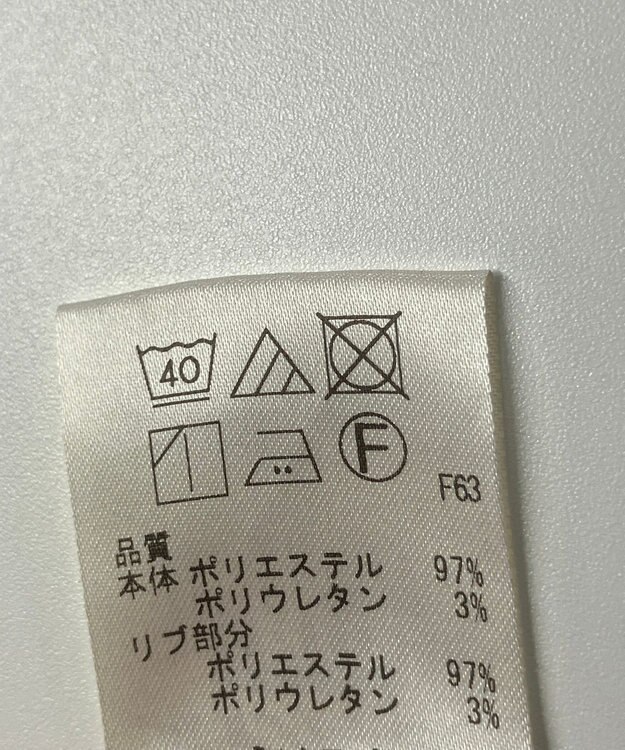 40
F
F63
品質
本体 ポリエステル 97%
ポリウレタン 3%
リブ部分
ポリエステル 97%
ポリウレタン 3%